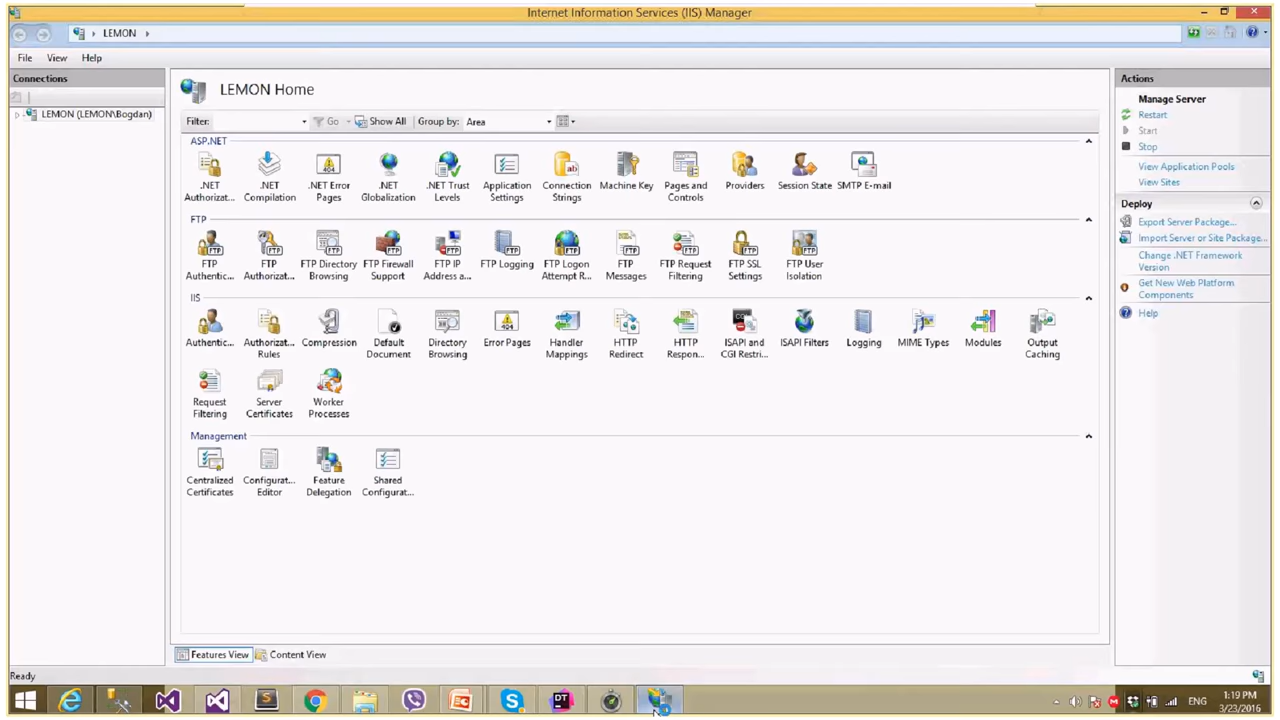 Internet Information Services (IIS) Manager
LEMON
File View Help
Connections
LEMON (LEMON\Bogdan)
LEMON Home
Filter: Go Show All Group by: Area
ASP.NET
.NET Authorizat...
.NET Compilation
.NET Error Pages
.NET Globalization
.NET Trust Levels
Application Settings
Connection Strings
Machine Key
Pages and Controls
Providers
Session State
SMTP E-mail
FTP
FTP Authentic...
FTP Authorizat...
FTP Directory Browsing
FTP Firewall Support
FTP IP Address a...
FTP Logging
FTP Logon Attempt R...
FTP Messages
FTP Request Filtering
FTP SSL Settings
FTP User Isolation
IIS
Authentic...
Authorizat... Rules
Compression
Default Document
Directory Browsing
Error Pages
Handler Mappings
HTTP Redirect
HTTP Respon...
ISAPI and CGI Restri...
ISAPI Filters
Logging
MIME Types
Modules
Output Caching
Request Filtering
Server Certificates
Worker Processes
Management
Centralized Certificates
Configurat... Editor
Feature Delegation
Shared Configurat...
Features View Content View
Actions
Manage Server
Restart
Start
Stop
View Application Pools
View Sites
Deploy
Export Server Package...
Import Server or Site Package...
Change .NET Framework
Version
Get New Web Platform
Components
Help
Ready
DT
ENG
1:19 PM
3/23/2016